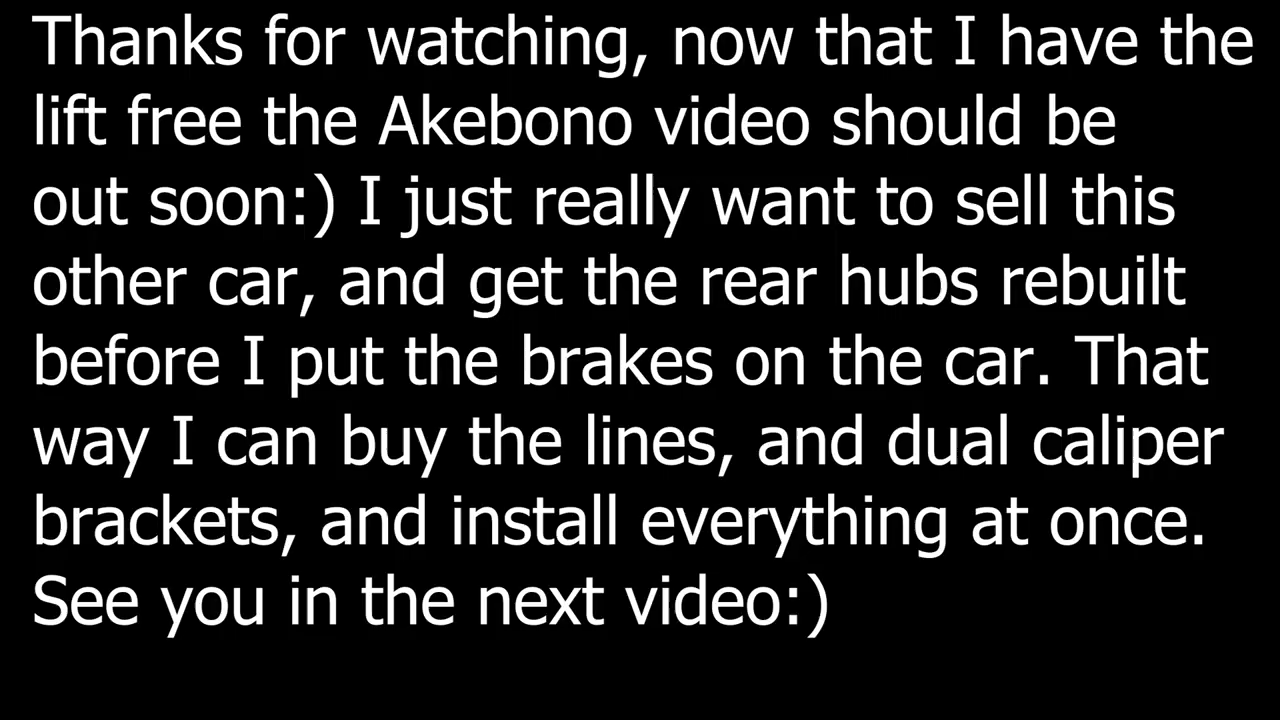 Thanks for watching, now that I have the
lift free the Akebono video should be
out soon:) I just really want to sell this
other car, and get the rear hubs rebuilt
before I put the brakes on the car. That
way I can buy the lines, and dual caliper
brackets, and install everything at once.
See you in the next video:)